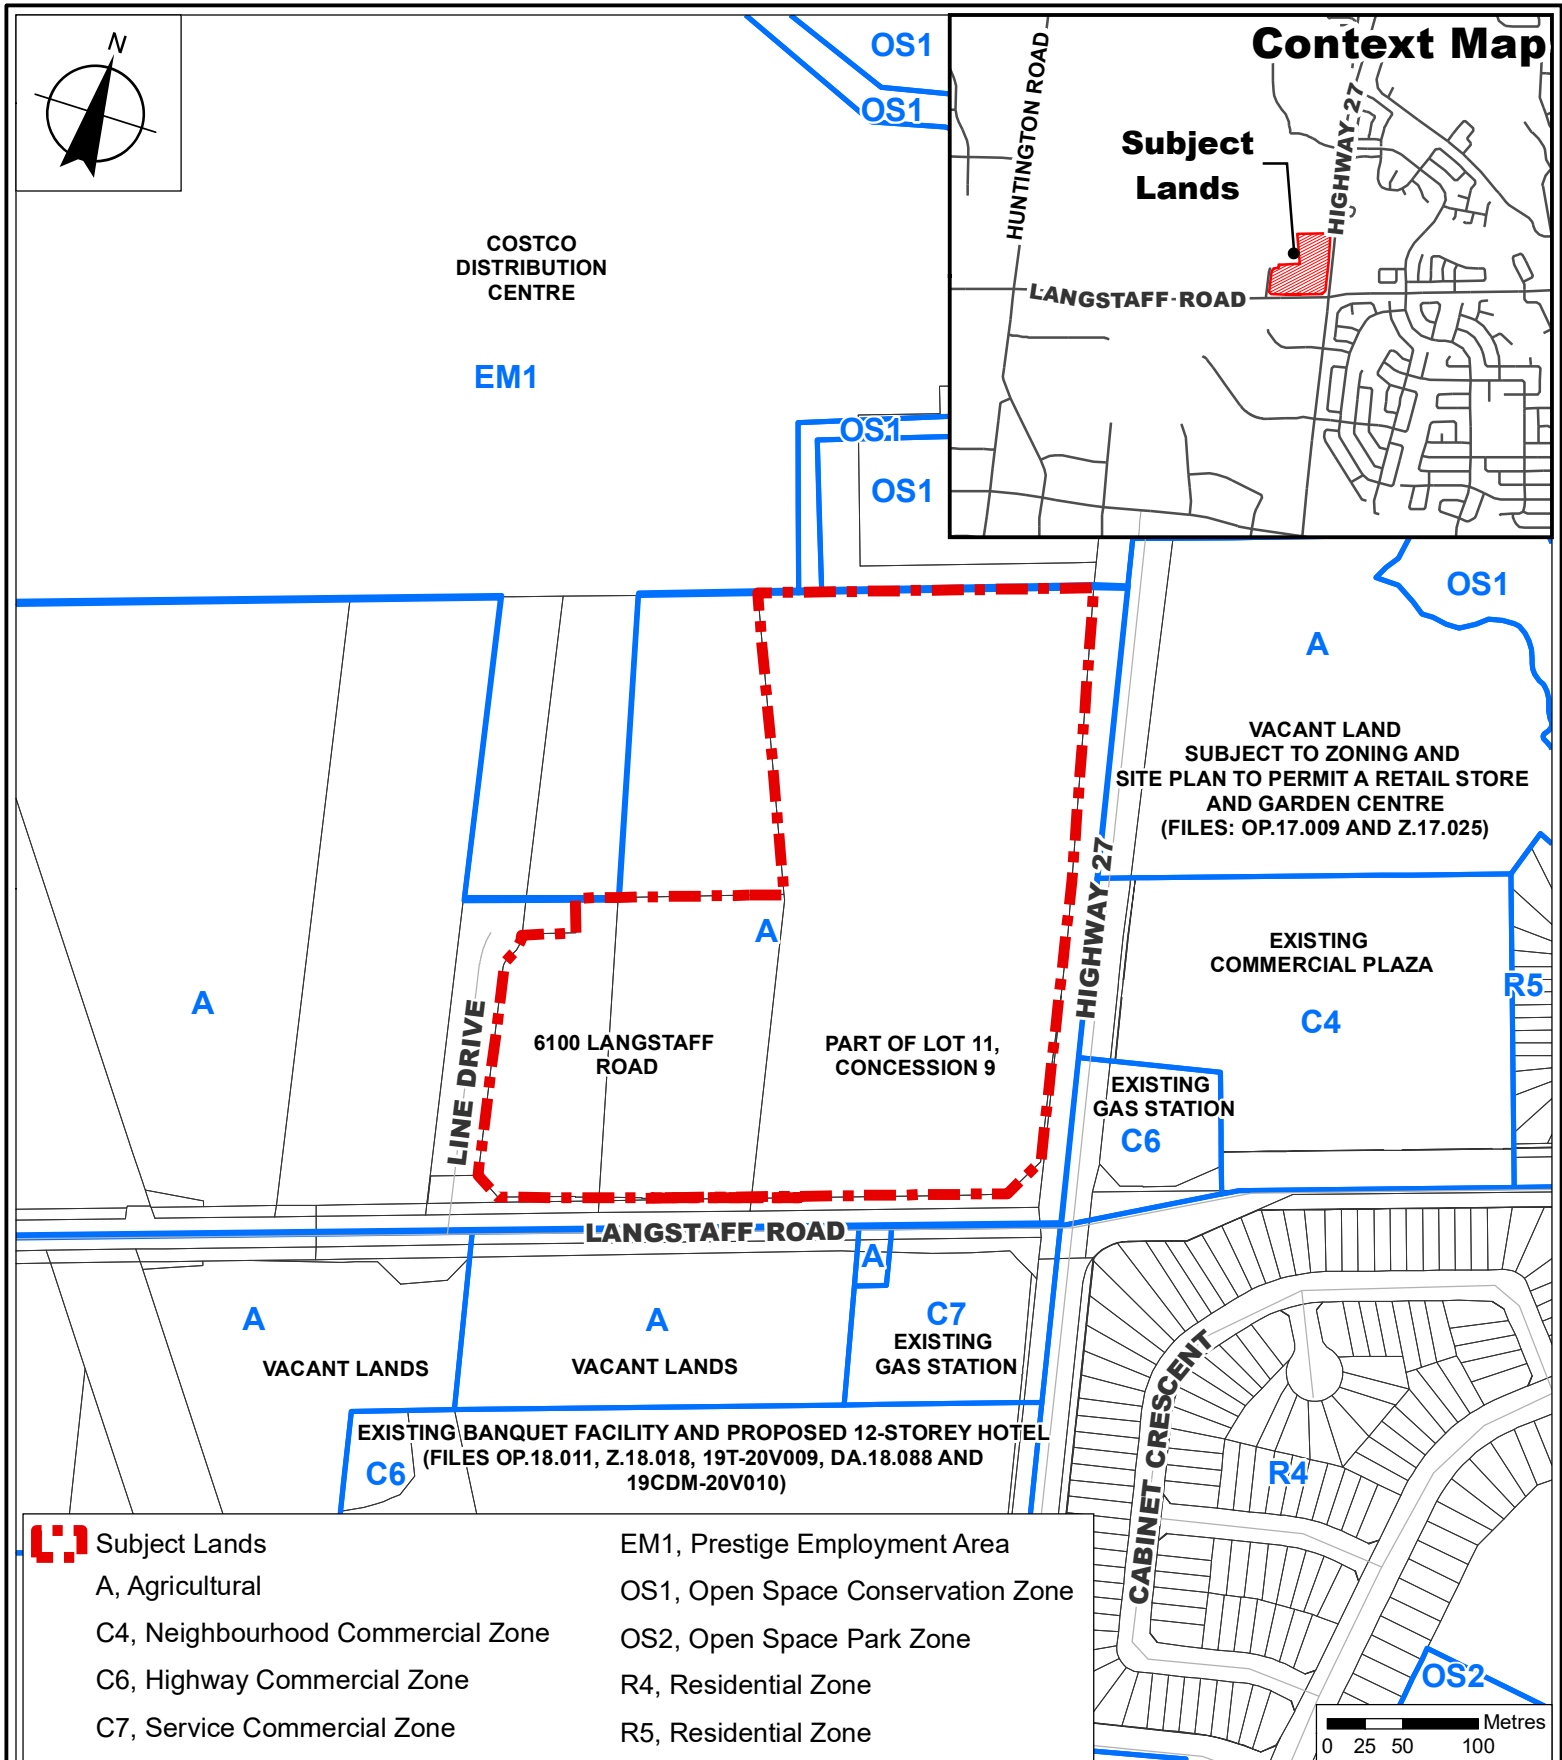 N
OS1
OS1
Context Map
HUNTINGTON ROAD
HIGHWAY 27
Subject
Lands
LANGSTAFF ROAD
COSTCO
DISTRIBUTION
CENTRE
EM1
OS1
OS1
OS1
A
VACANT LAND
SUBJECT TO ZONING AND
SITE PLAN TO PERMIT A RETAIL STORE
AND GARDEN CENTRE
(FILES: OP.17.009 AND Z.17.025)
HIGHWAY 27
A
A
EXISTING
COMMERCIAL PLAZA
C4
R5
LINE DRIVE
6100 LANGSTAFF
ROAD
PART OF LOT 11,
CONCESSION 9
EXISTING
GAS STATION
C6
LANGSTAFF ROAD
A
A
VACANT LANDS
A
VACANT LANDS
C7
EXISTING
GAS STATION
EXISTING BANQUET FACILITY AND PROPOSED 12-STOREY HOTEL
(FILES OP.18.011, Z.18.018, 19T-20V009, DA.18.088 AND
19CDM-20V010)
C6
CABINET CRESCENT
R4
OS2
Subject Lands
A, Agricultural
C4, Neighbourhood Commercial Zone
C6, Highway Commercial Zone
C7, Service Commercial Zone
EM1, Prestige Employment Area
OS1, Open Space Conservation Zone
OS2, Open Space Park Zone
R4, Residential Zone
R5, Residential Zone
Metres
0 25 50 100